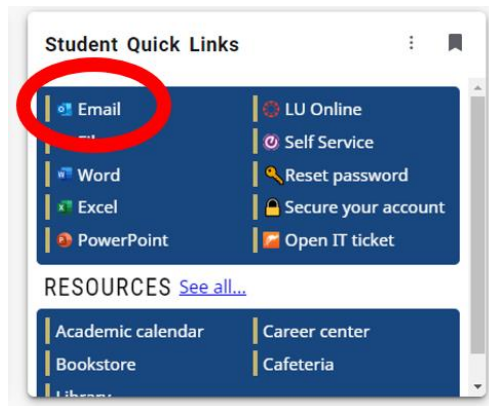 Student Quick Links
Email
LU Online
Self Service
Word
Reset password
Excel
Secure your account
PowerPoint
Open IT ticket
RESOURCES See all...
Academic calendar
Career center
Bookstore
Cafeteria
Library